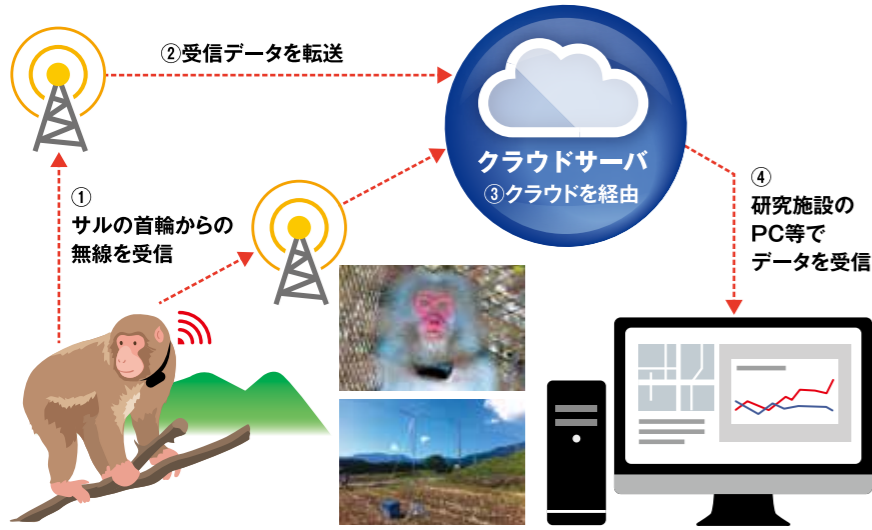 ②受信データを転送
クラウドサーバ
③クラウドを経由
①
サルの首輪からの
無線を受信
④
研究施設の
PC等で
データを受信